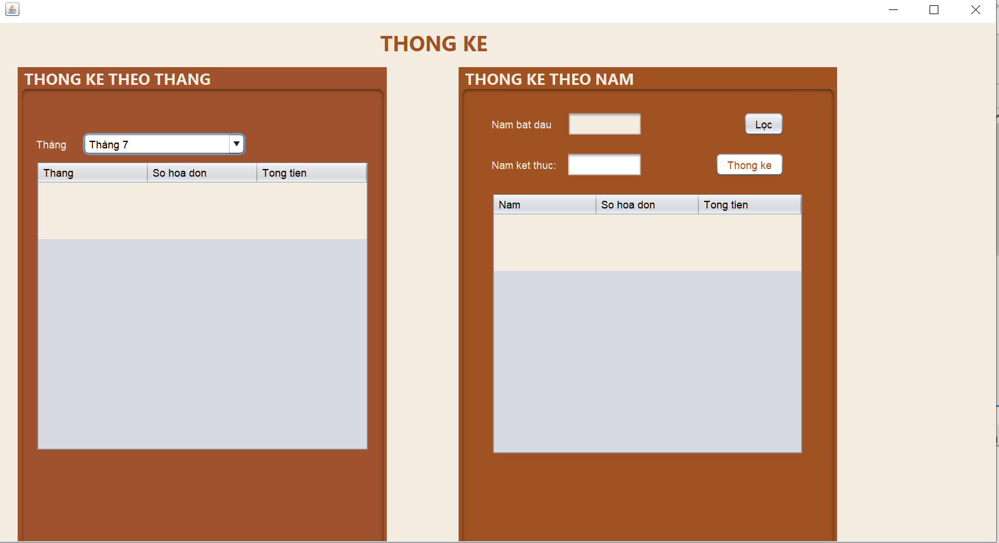 THONG KE
THONG KE THEO THANG
Tháng
Tháng 7
Thang So hoa don Tong tien
THONG KE THEO NAM
Nam bat dau
Lọc
Nam ket thuc:
Thong ke
Nam So hoa don Tong tien